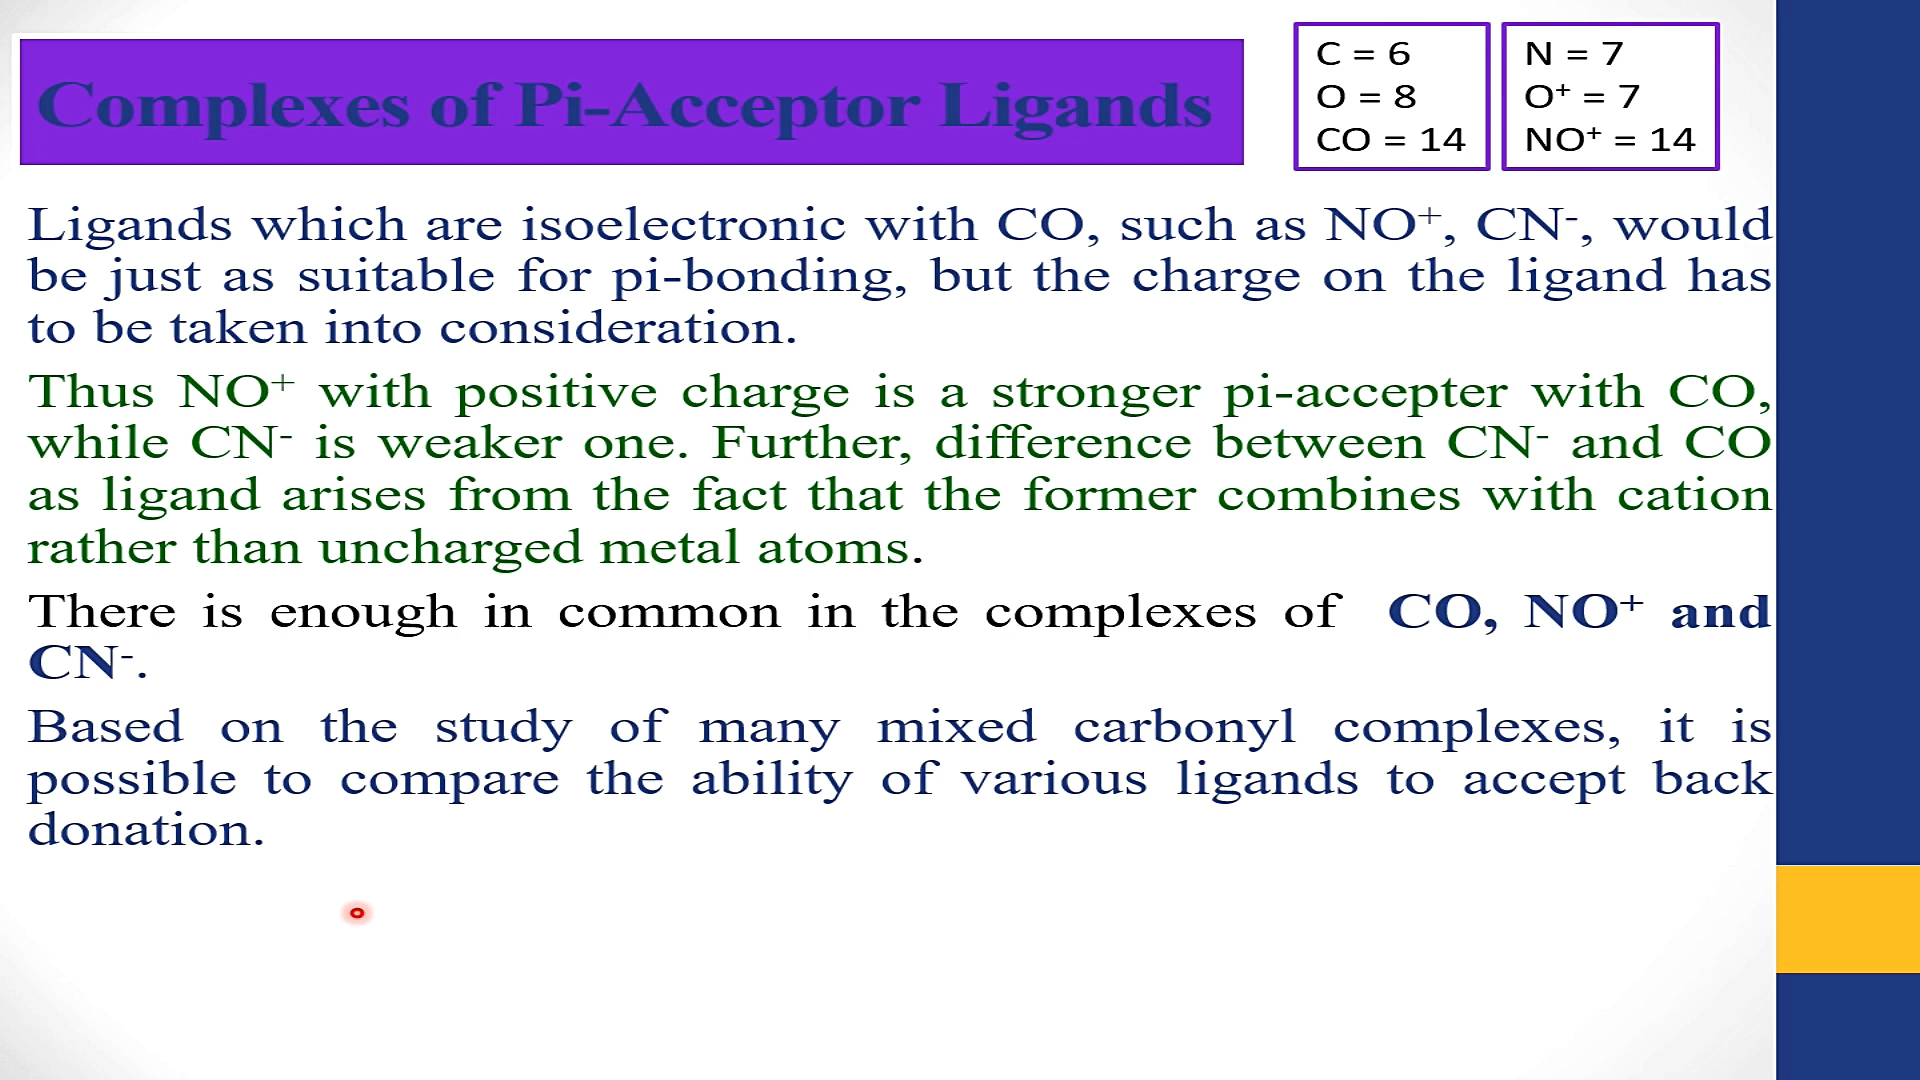 Complexes of Pi-Acceptor Ligands
C = 6
O = 8
CO = 14
N = 7
O⁺ = 7
NO⁺ = 14
Ligands which are isoelectronic with CO, such as NO⁺, CN⁻, would
be just as suitable for pi-bonding, but the charge on the ligand has
to be taken into consideration.
Thus NO⁺ with positive charge is a stronger pi-accepter with CO,
while CN⁻ is weaker one. Further, difference between CN⁻ and CO
as ligand arises from the fact that the former combines with cation
rather than uncharged metal atoms.
There is enough in common in the complexes of CO, NO⁺ and
CN⁻.
Based on the study of many mixed carbonyl complexes, it is
possible to compare the ability of various ligands to accept back
donation.